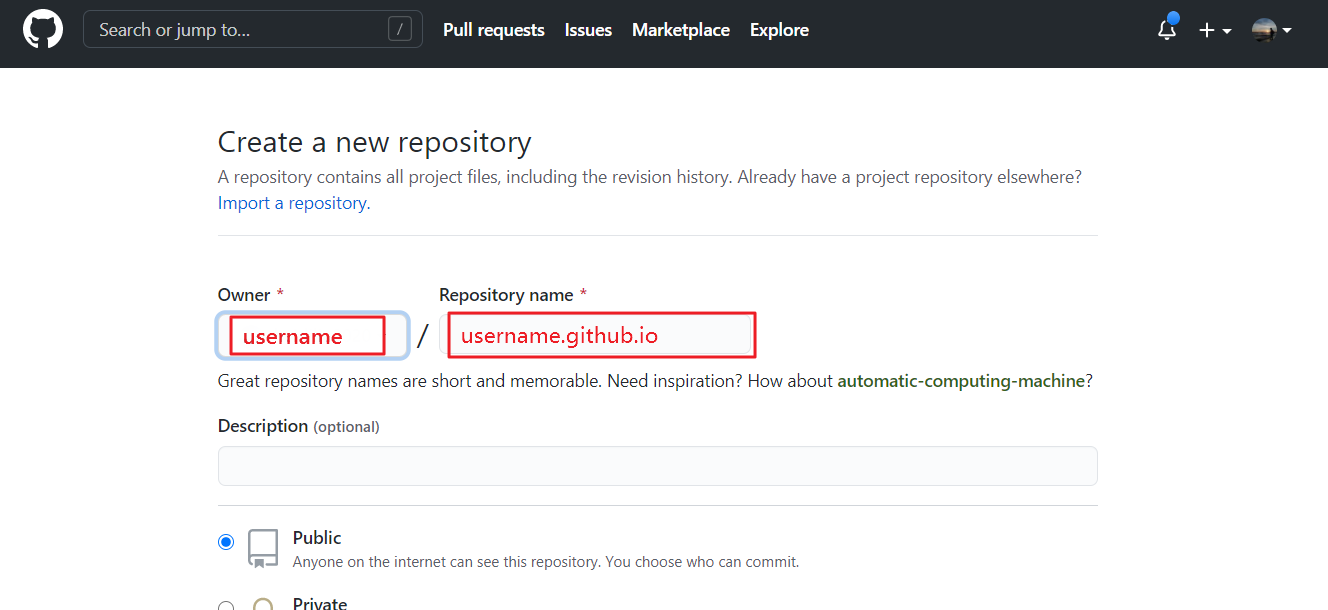 Search or jump to... / Pull requests Issues Marketplace Explore
Create a new repository
A repository contains all project files, including the revision history. Already have a project repository elsewhere?
Import a repository.
Owner * Repository name *
username / username.github.io
Great repository names are short and memorable. Need inspiration? How about automatic-computing-machine?
Description (optional)
Public
Anyone on the internet can see this repository. You choose who can commit.
Private